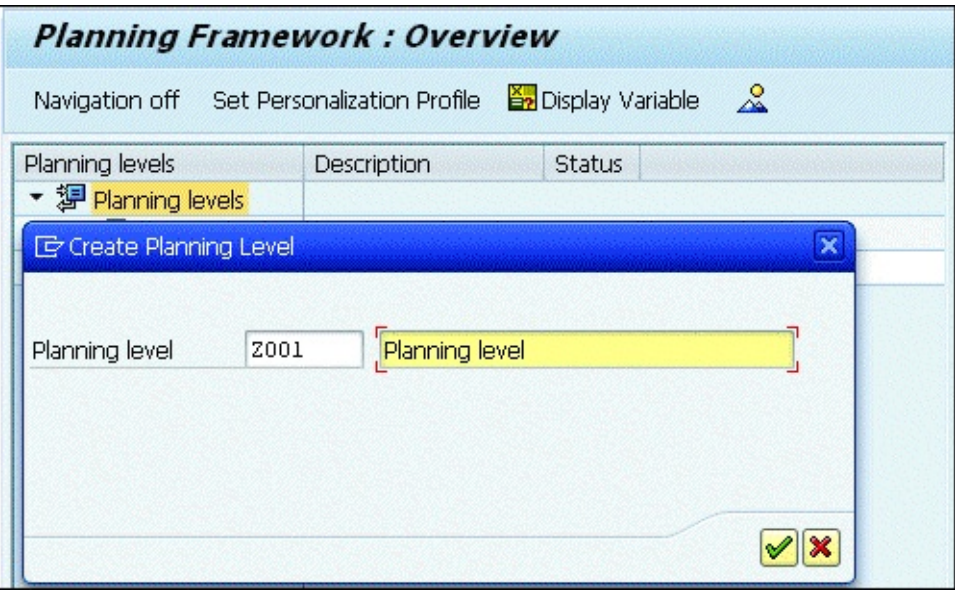 Planning Framework : Overview
Navigation off Set Personalization Profile Display Variable
Planning levels Description Status
Planning levels
Create Planning Level
Planning level Z001 Planning level